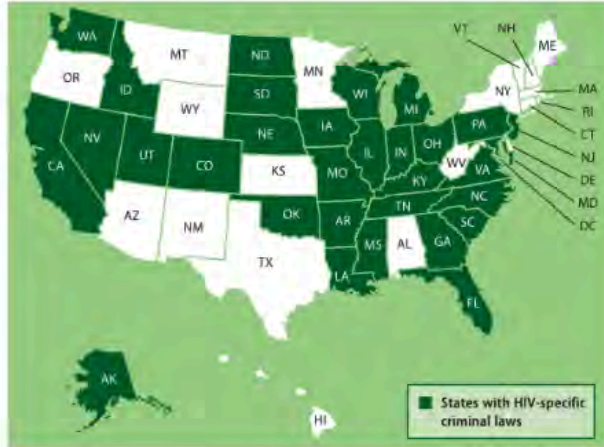 WA
MT
ND
MN
VT
NH
ME
OR
ID
SD
WI
MI
NY
MA
WY
RI
CT
NV
NE
IA
PA
NJ
CA
UT
CO
IL
IN
OH
DE
KS
MO
WV
VA
MD
KY
DC
AZ
NM
OK
AR
TN
NC
SC
TX
MS
AL
GA
LA
FL
AK
HI
States with HIV-specific
criminal laws